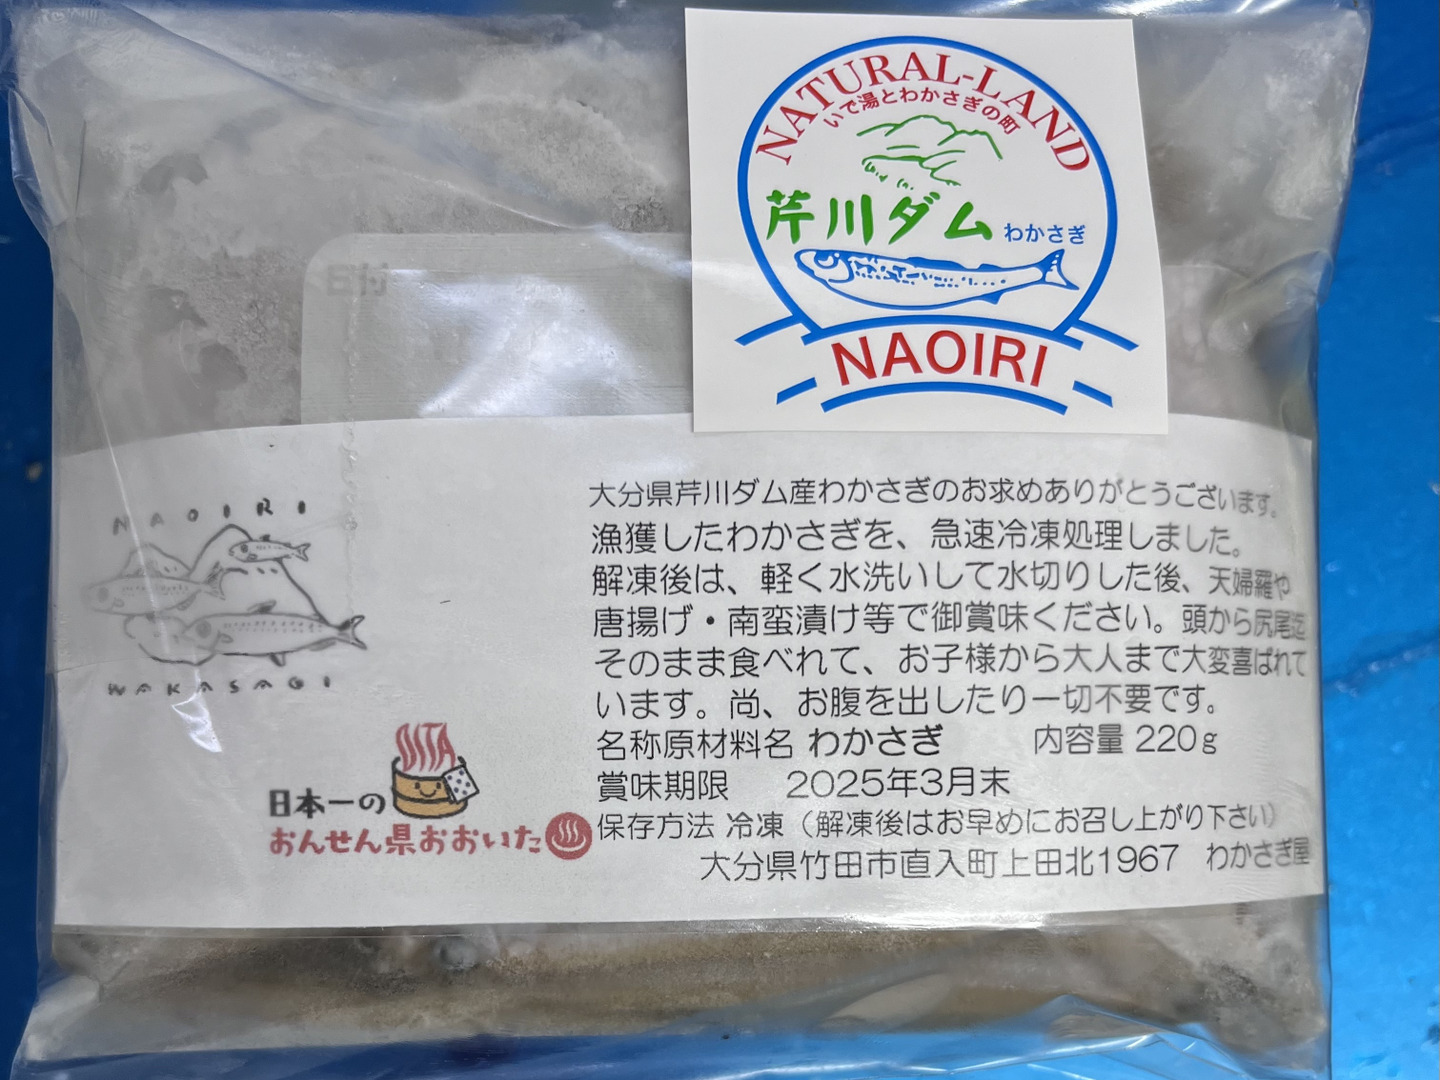 NATURAL-LAND
いで湯とわかさぎの町
芹川ダム わかさぎ
NAOIRI
日付
大分県芹川ダム産わかさぎのお求めありがとうございます。
漁獲したわかさぎを、急速冷凍処理しました。
解凍後は、軽く水洗いして水切りした後、天婦羅や
唐揚げ・南蛮漬け等で御賞味ください。頭から尻尾迄
そのまま食べれて、お子様から大人まで大変喜ばれて
います。尚、お腹を出したり一切不要です。
名称原材料名 わかさぎ 内容量 220g
賞味期限 2025年3月末
保存方法 冷凍（解凍後はお早めにお召し上がり下さい）
大分県竹田市直入町上田北1967 わかさぎ屋
NAOIRI
WAKASAGI
OITA
日本一の
おんせん県おおいた